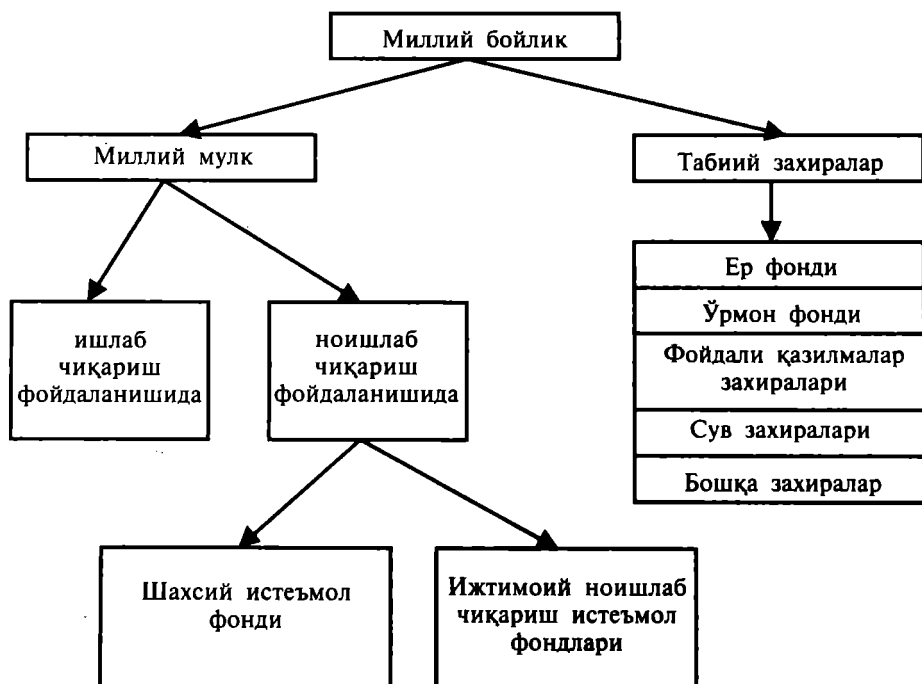 Миллий бойлик
Миллий мулк
Табиий захиралар
ишлаб
чиқариш
фойдаланишида
ноишлаб
чиқариш
фойдаланишида
Ер фонди
Ўрмон фонди
Фойдали қазилмалар
захиралари
Сув захиралари
Бошқа захиралар
Шахсий истеъмол
фонди
Ижтимоий ноишлаб
чиқариш истеъмол
фондлари